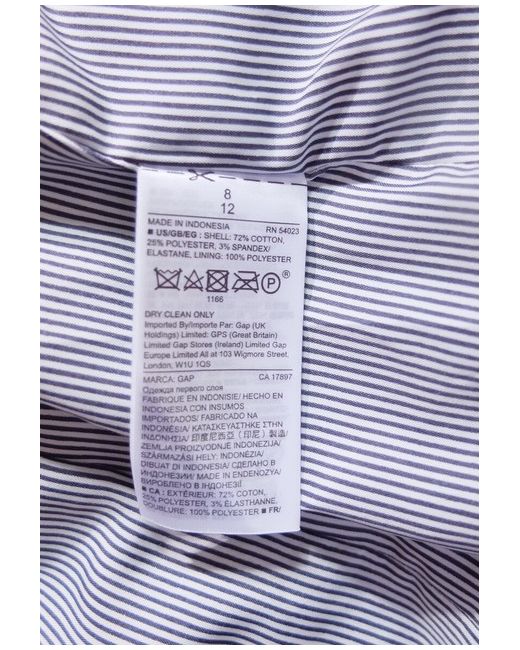 8
12
MADE IN INDONESIA RN 54023
■ US/GB/EG : SHELL: 72% COTTON,
25% POLYESTER, 3% SPANDEX/
ELASTANE, LINING: 100% POLYESTER
P ®
1166
DRY CLEAN ONLY
Imported By/Importe Par: Gap (UK
Holdings) Limited: GPS (Great Britain)
Limited Gap Stores (Ireland) Limited Gap
Europe Limited All at 103 Wigmore Street,
London, W1U 1QS
MARCA: GAP CA 17897
Одежда первого слоя
FABRIQUE EN INDONISIE/ HECHO EN
INDONESIA CON INSUMOS
IMPORTADOS/ FABRICADO NA
INDONÉSIA/ ΚΑΤΑΣΚΕΥΑΣΤΗΚΕ ΣΤΗΝ
ΙΝΔΟΝΗΣΙΑ/ 印度尼西亞（印尼）製造/
ZEMLJA PROIZVODNJE INDONEZIJA/
SZÁRMAZÁSI HELY: INDONÉZIA/
DIBUAT DI INDONESIA/ СДЕЛАНО В
ИНДОНЕЗИИ/ MADE IN ENDENOZYA/
ВИРОБЛЕНО В ІНДОНЕЗІЇ
■ CA : EXTÉRIEUR: 72% COTON,
25% POLYESTER, 3% ÉLASTHANNE,
DOUBLURE: 100% POLYESTER ■ FR/